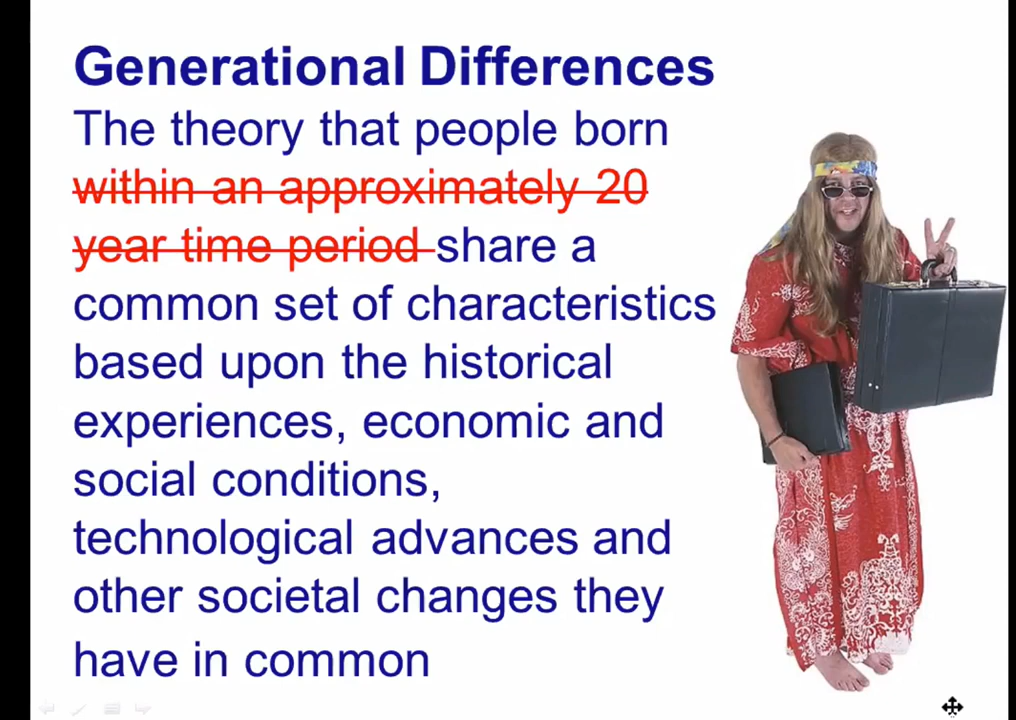 Generational Differences
The theory that people born
within an approximately 20
year time period share a
common set of characteristics
based upon the historical
experiences, economic and
social conditions,
technological advances and
other societal changes they
have in common